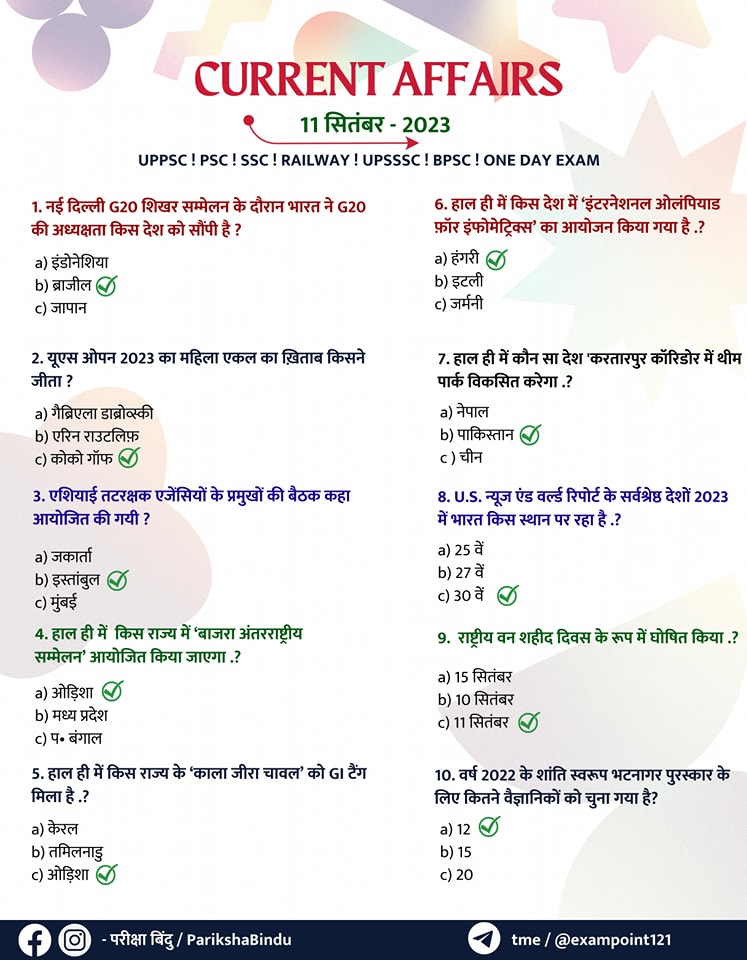 CURRENT AFFAIRS
11 सितंबर - 2023
UPPSC ! PSC ! SSC ! RAILWAY ! UPSSSC ! BPSC ! ONE DAY EXAM
1. नई दिल्ली G20 शिखर सम्मेलन के दौरान भारत ने G20
की अध्यक्षता किस देश को सौंपी है ?
a) इंडोनेशिया
b) ब्राजील
c) जापान
2. यूएस ओपन 2023 का महिला एकल का ख़िताब किसने
जीता ?
a) गैब्रिएला डाब्रोव्स्की
b) एरिन राउटलिफ़
c) कोको गॉफ
3. एशियाई तटरक्षक एजेंसियों के प्रमुखों की बैठक कहा
आयोजित की गयी ?
a) जकार्ता
b) इस्तांबुल
c) मुंबई
4. हाल ही में किस राज्य में ‘बाजरा अंतरराष्ट्रीय
सम्मेलन’ आयोजित किया जाएगा .?
a) ओड़िशा
b) मध्य प्रदेश
c) प• बंगाल
5. हाल ही में किस राज्य के ‘काला जीरा चावल’ को GI टैंग
मिला है .?
a) केरल
b) तमिलनाडु
c) ओड़िशा
6. हाल ही में किस देश में ‘इंटरनेशनल ओलंपियाड
फ़ॉर इंफोमेट्रिक्स’ का आयोजन किया गया है .?
a) हंगरी
b) इटली
c) जर्मनी
7. हाल ही में कौन सा देश 'करतारपुर कॉरिडोर में थीम
पार्क विकसित करेगा .?
a) नेपाल
b) पाकिस्तान
c ) चीन
8. U.S. न्यूज एंड वर्ल्ड रिपोर्ट के सर्वश्रेष्ठ देशों 2023
में भारत किस स्थान पर रहा है .?
a) 25 वें
b) 27 वें
c) 30 वें
9. राष्ट्रीय वन शहीद दिवस के रूप में घोषित किया .?
a) 15 सितंबर
b) 10 सितंबर
c) 11 सितंबर
10. वर्ष 2022 के शांति स्वरूप भटनागर पुरस्कार के
लिए कितने वैज्ञानिकों को चुना गया है?
a) 12
b) 15
c) 20
- परीक्षा बिंदु / ParikshaBindu
tme / @exampoint121